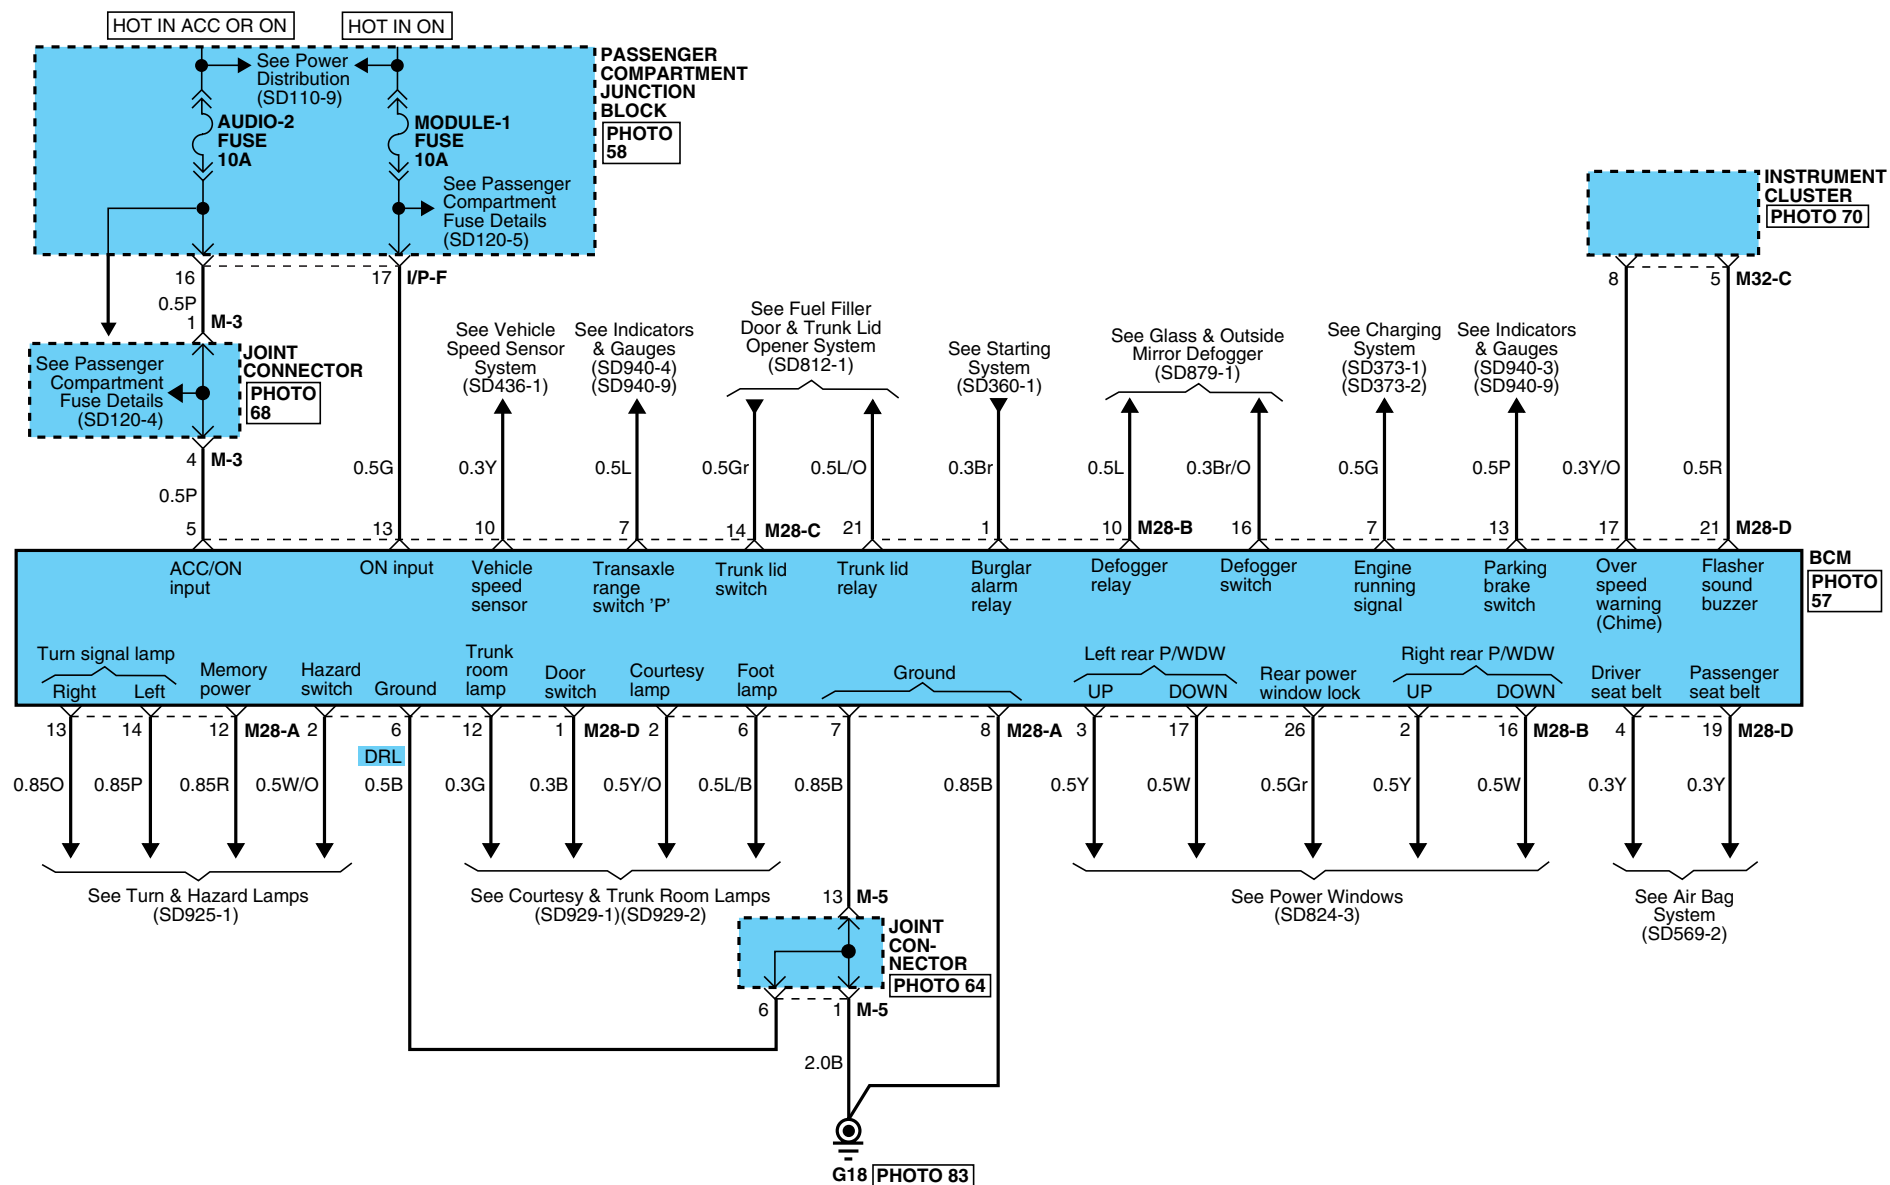 HOT IN ACC OR ON
HOT IN ON
See Power
Distribution
(SD110-9)
AUDIO-2
FUSE
10A
MODULE-1
FUSE
10A
See Passenger
Compartment
Fuse Details
(SD120-5)
PASSENGER
COMPARTMENT
JUNCTION
BLOCK
PHOTO
58
INSTRUMENT
CLUSTER
PHOTO 70
16
17
I/P-F
8
5
M32-C
0.5P
1
M-3
See Passenger
Compartment
Fuse Details
(SD120-4)
JOINT
CONNECTOR
PHOTO
68
4
M-3
0.5P
See Vehicle
Speed Sensor
System
(SD436-1)
See Indicators
& Gauges
(SD940-4)
(SD940-9)
See Fuel Filler
Door & Trunk Lid
Opener System
(SD812-1)
See Starting
System
(SD360-1)
See Glass & Outside
Mirror Defogger
(SD879-1)
See Charging
System
(SD373-1)
(SD373-2)
See Indicators
& Gauges
(SD940-3)
(SD940-9)
0.5G
0.3Y
0.5L
0.5Gr
0.5L/O
0.3Br
0.5L
0.3Br/O
0.5G
0.5P
0.3Y/O
0.5R
5
13
10
7
14
M28-C
21
1
10
M28-B
16
7
13
17
21
M28-D
ACC/ON
input
ON input
Vehicle
speed
sensor
Transaxle
range
switch 'P'
Trunk lid
switch
Trunk lid
relay
Burglar
alarm
relay
Defogger
relay
Defogger
switch
Engine
running
signal
Parking
brake
switch
Over
speed
warning
(Chime)
Flasher
sound
buzzer
BCM
PHOTO
57
Turn signal lamp
Right
Left
Memory
power
Hazard
switch
Ground
Trunk
room
lamp
Door
switch
Courtesy
lamp
Foot
lamp
Ground
Left rear P/WDW
UP
DOWN
Rear power
window lock
Right rear P/WDW
UP
DOWN
Driver
seat belt
Passenger
seat belt
13
14
12
M28-A
2
6
12
1
M28-D
2
6
7
8
M28-A
3
17
26
2
16
M28-B
4
19
M28-D
DRL
0.85O
0.85P
0.85R
0.5W/O
0.5B
0.3G
0.3B
0.5Y/O
0.5L/B
0.85B
0.85B
0.5Y
0.5W
0.5Gr
0.5Y
0.5W
0.3Y
0.3Y
See Turn & Hazard Lamps
(SD925-1)
See Courtesy & Trunk Room Lamps
(SD929-1)(SD929-2)
See Power Windows
(SD824-3)
See Air Bag
System
(SD569-2)
13
M-5
JOINT
CON-
NECTOR
PHOTO 64
6
1
M-5
2.0B
G18
PHOTO 83